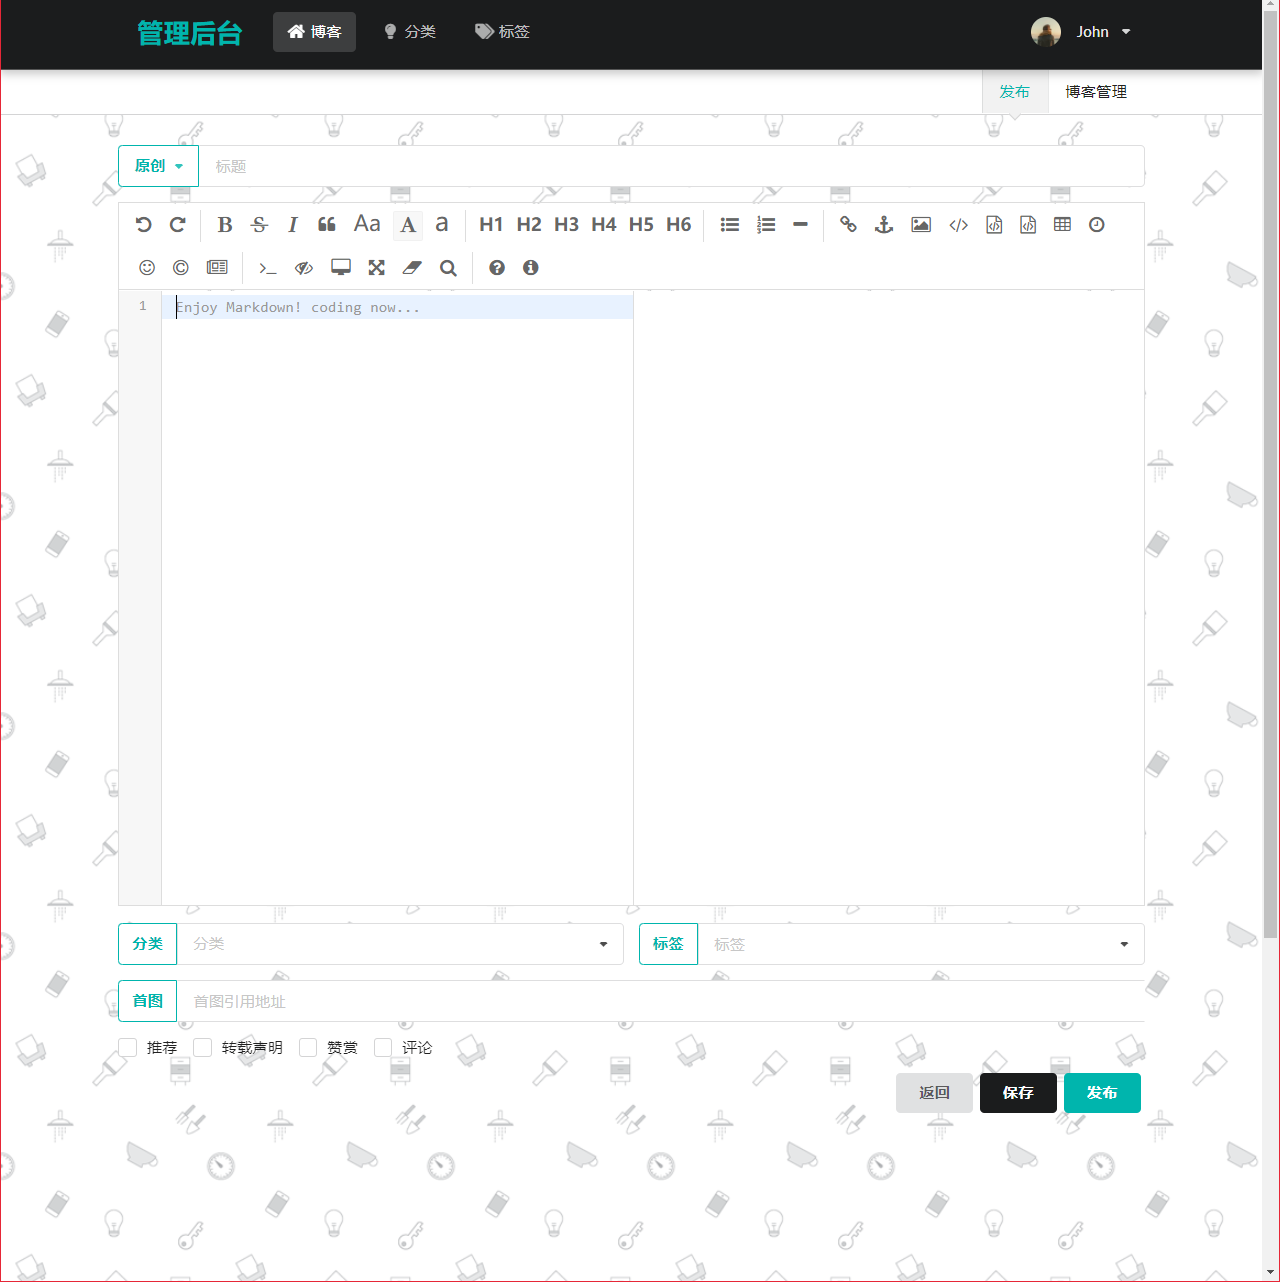 管理后台 博客 分类 标签 John
发布 博客管理
原创 标题
B S I Aa A a H1 H2 H3 H4 H5 H6
1 Enjoy Markdown! coding now...
分类 分类 标签 标签
首图 首图引用地址
推荐 转载声明 赞赏 评论
返回 保存 发布